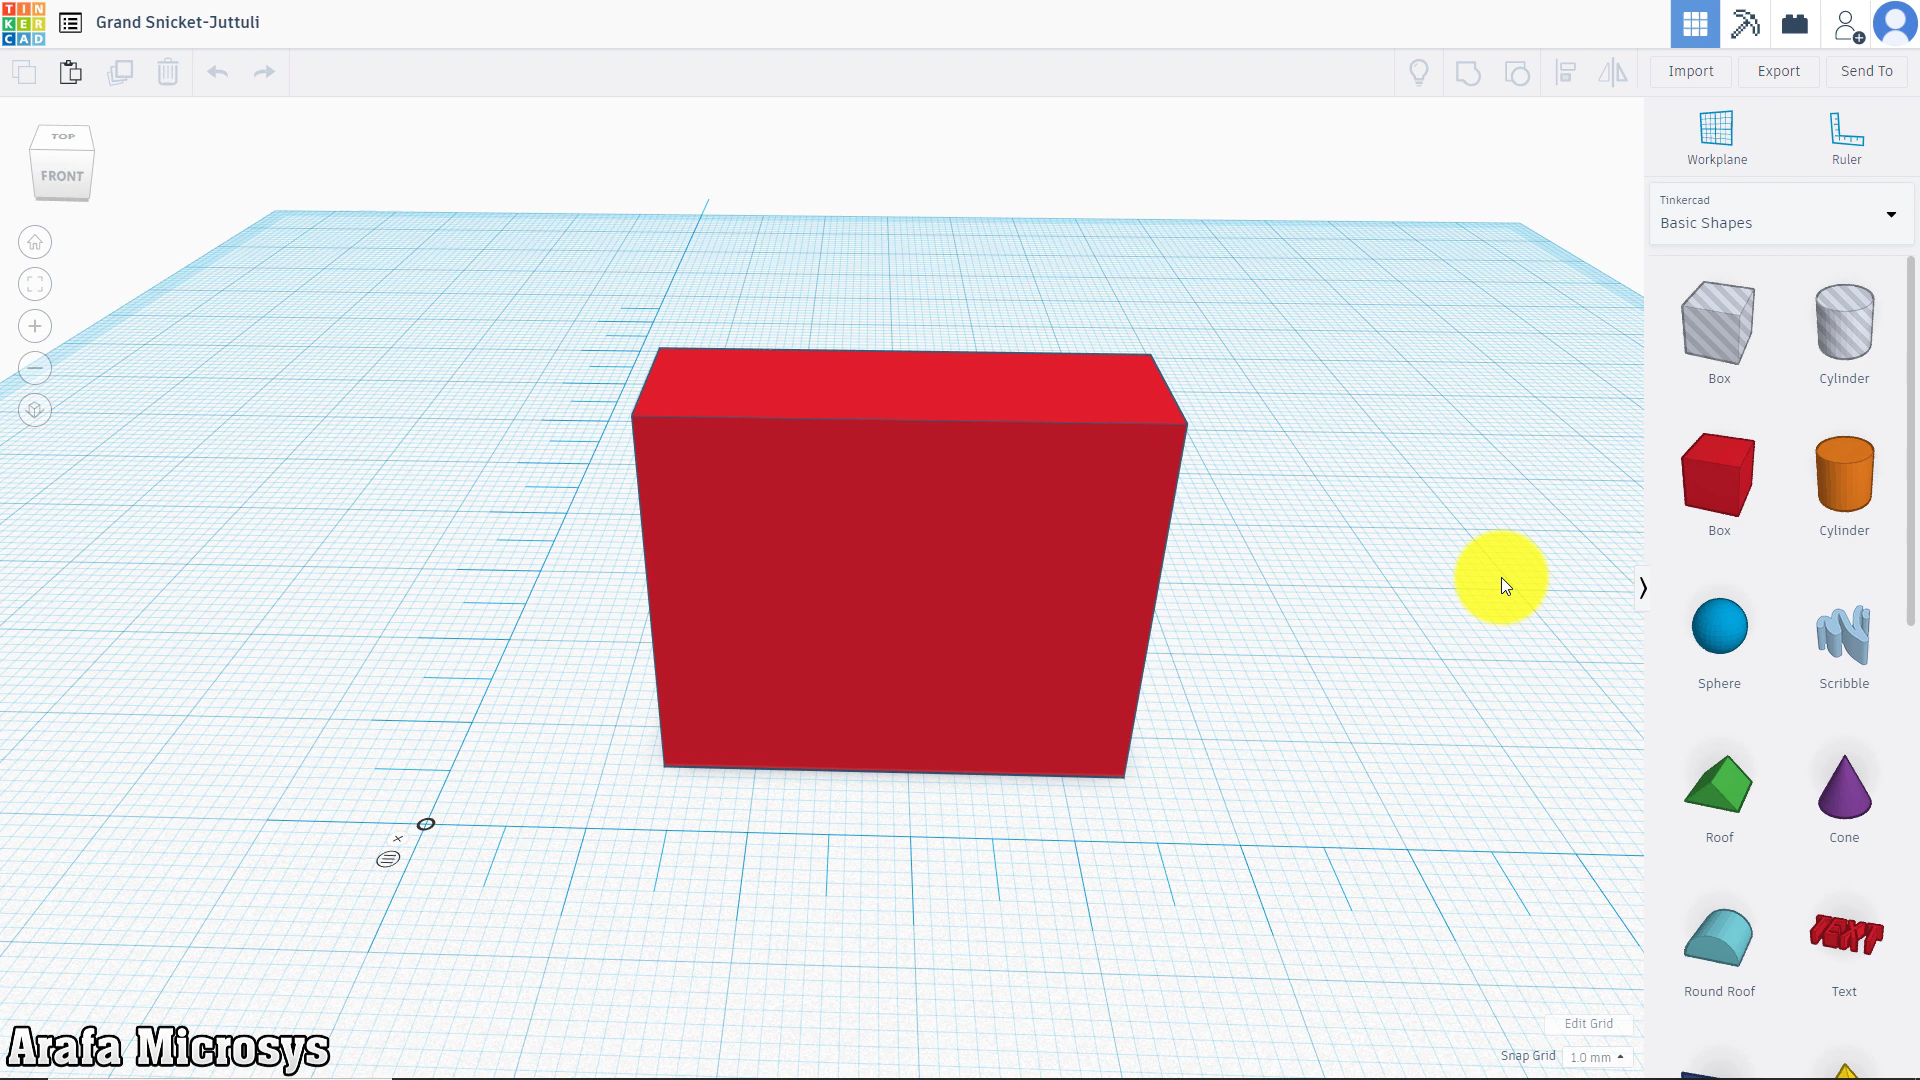 TIN
KER
CAD
Grand Snicket-Juttuli
Import
Export
Send To
TOP
FRONT
Workplane
Ruler
Tinkercad
Basic Shapes
Box
Cylinder
Box
Cylinder
Sphere
Scribble
Roof
Cone
Round Roof
TEXT
Text
Edit Grid
Snap Grid 1.0 mm
Arafa Microsys